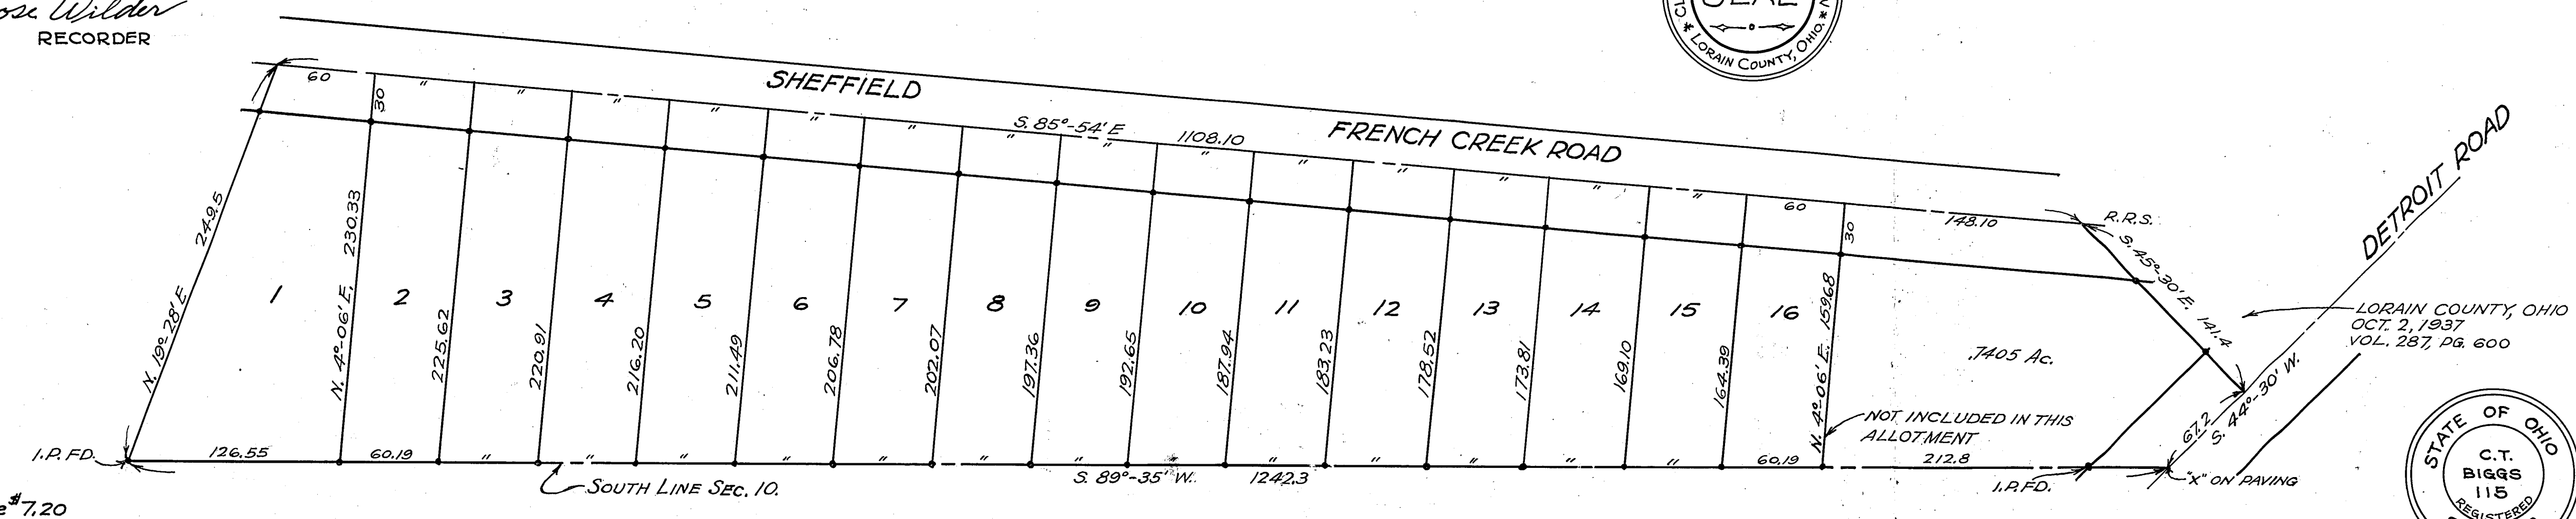 Wilder
RECORDER
SEAL
* LORAIN COUNTY, OHIO. *
60
30
"
"
"
"
"
"
"
"
"
"
"
"
"
"
60
30
148.10
SHEFFIELD
FRENCH CREEK ROAD
S. 85°-54' E
1108.10
R.R.S.
S. 45°-30' E. 141.4
DETROIT ROAD
LORAIN COUNTY, OHIO
OCT. 2, 1937
VOL. 287, PG. 600
N. 19°-28' E
249.5
1
N. 4°-06' E. 230.33
2
225.62
3
220.91
4
216.20
5
211.49
6
206.78
7
202.07
8
197.36
9
192.65
10
187.94
11
183.23
12
178.52
13
173.81
14
169.10
15
164.39
16
N. 4°-06' E. 159.68
.7405 Ac.
NOT INCLUDED IN THIS
ALLOTMENT
67.2
S. 44°-30' W.
I.P. FD.
126.55
60.19
"
"
"
"
"
"
"
"
"
"
"
"
"
60.19
212.8
SOUTH LINE SEC. 10.
S. 89°-35' W.
1242.3
I.P. FD.
"X" ON PAVING
$7.20
STATE OF OHIO
C.T.
BIGGS
115
REGISTERED